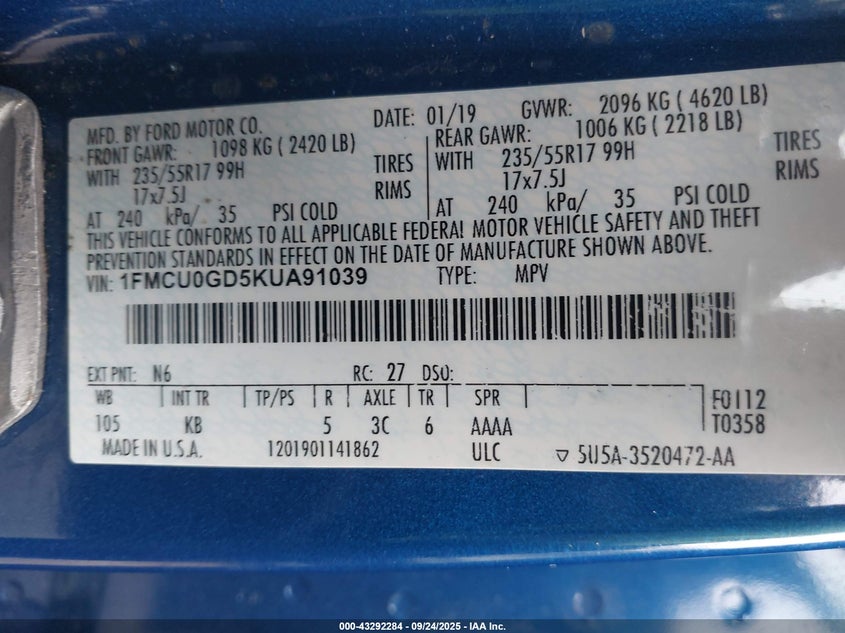 MFD. BY FORD MOTOR CO.
DATE: 01/19 GVWR: 2096 KG ( 4620 LB)
FRONT GAWR: 1098 KG ( 2420 LB)
WITH 235/55R17 99H TIRES
17x7.5J RIMS
AT 240 kPa/ 35 PSI COLD
REAR GAWR: 1006 KG ( 2218 LB)
WITH 235/55R17 99H TIRES
17x7.5J RIMS
AT 240 kPa/ 35 PSI COLD
THIS VEHICLE CONFORMS TO ALL APPLICABLE FEDERAL MOTOR VEHICLE SAFETY AND THEFT
PREVENTION STANDARDS IN EFFECT ON THE DATE OF MANUFACTURE SHOWN ABOVE.
VIN: 1FMCU0GD5KUA91039 TYPE: MPV
EXT PNT: N6 RC: 27 DSO:
WB INT TR TP/PS R AXLE TR SPR
105 KB 5 3C 6 AAAA
F0112
T0358
MADE IN U.S.A. 1201901141862 ULC ▽ 5U5A-3520472-AA
000-43292284 - 09/24/2025 - IAA Inc.